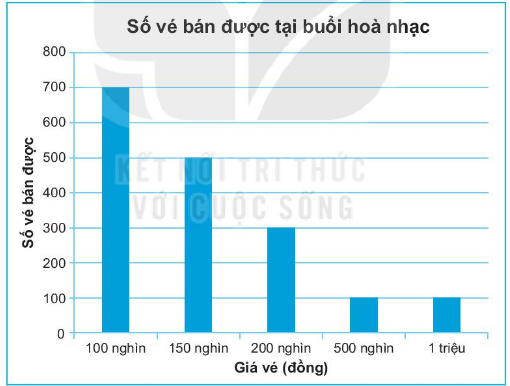 Số vé bán được tại buổi hoà nhạc
Số vé bán được
800
700
600
500
400
300
200
100
0
KẾT NỐI TRI THỨC
VỚI CUỘC SỐNG
100 nghìn 150 nghìn 200 nghìn 500 nghìn 1 triệu
Giá vé (đồng)